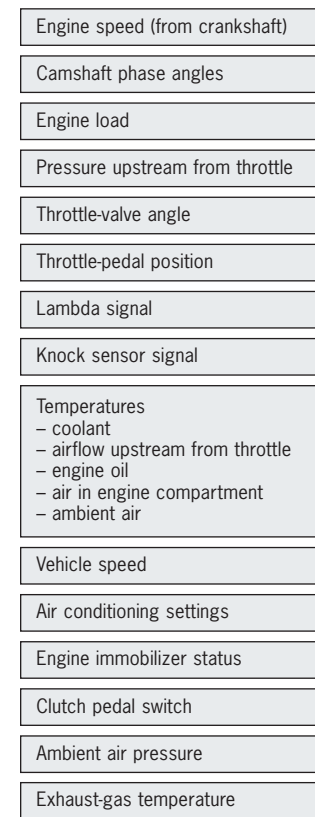 Engine speed (from crankshaft)
Camshaft phase angles
Engine load
Pressure upstream from throttle
Throttle-valve angle
Throttle-pedal position
Lambda signal
Knock sensor signal
Temperatures
– coolant
– airflow upstream from throttle
– engine oil
– air in engine compartment
– ambient air
Vehicle speed
Air conditioning settings
Engine immobilizer status
Clutch pedal switch
Ambient air pressure
Exhaust-gas temperature